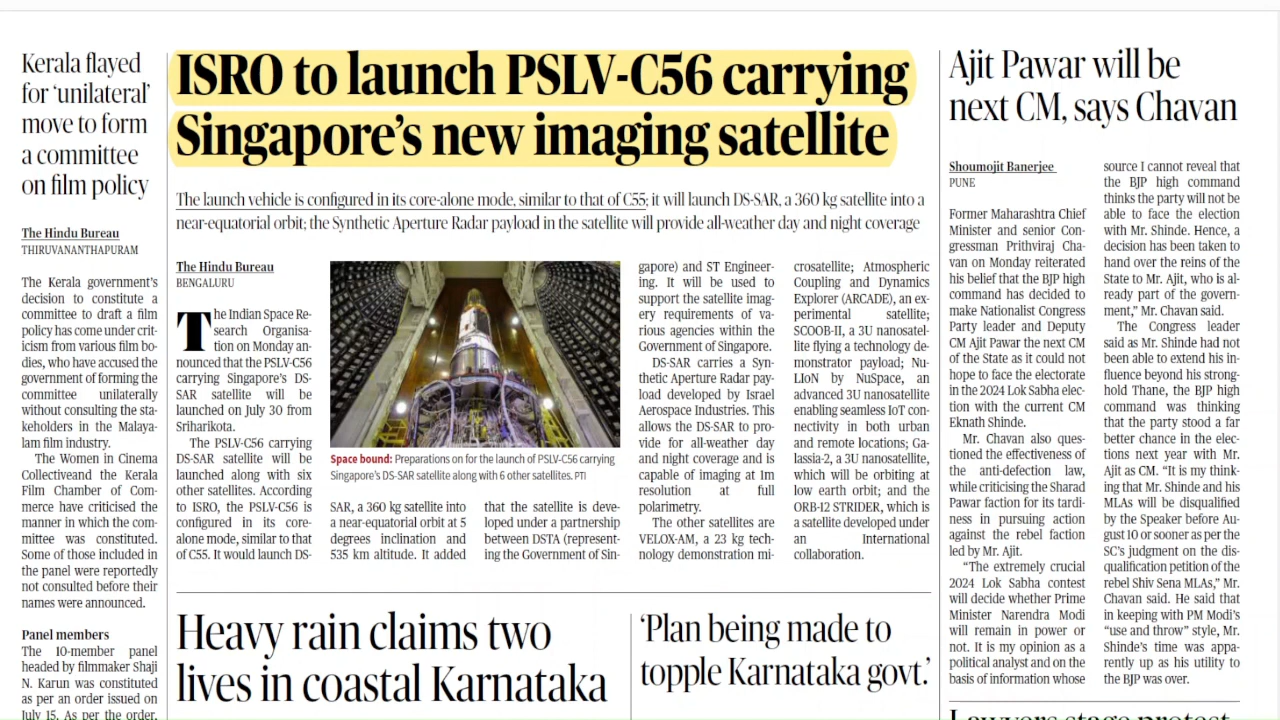 Kerala flayed
for ‘unilateral’
move to form
a committee
on film policy
The Hindu Bureau
THIRUVANANTHAPURAM
The Kerala government's
decision to constitute a
committee to draft a film
policy has come under crit-
icism from various film bo-
dies, who have accused the
government of forming the
committee unilaterally
without consulting the sta-
keholders in the Malaya-
lam film industry.
The Women in Cinema
Collectiveand the Kerala
Film Chamber of Com-
merce have criticised the
manner in which the com-
mittee was constituted.
Some of those included in
the panel were reportedly
not consulted before their
names were announced.
Panel members
The 10-member panel
headed by filmmaker Shaji
N. Karun was constituted
as per an order issued on
July 15. As per the order,
ISRO to launch PSLV-C56 carrying
Singapore’s new imaging satellite
The launch vehicle is configured in its core-alone mode, similar to that of C55; it will launch DS-SAR, a 360 kg satellite into a
near-equatorial orbit; the Synthetic Aperture Radar payload in the satellite will provide all-weather day and night coverage
The Hindu Bureau
BENGALURU
The Indian Space Re-
search Organisa-
tion on Monday an-
nounced that the PSLV-C56
carrying Singapore's DS-
SAR satellite will be
launched on July 30 from
Sriharikota.
The PSLV-C56 carrying
DS-SAR satellite will be
launched along with six
other satellites. According
to ISRO, the PSLV-C56 is
configured in its core-
alone mode, similar to that
of C55. It would launch DS-
Space bound: Preparations on for the launch of PSLV-C56 carrying
Singapore's DS-SAR satellite along with 6 other satellites. PTI
SAR, a 360 kg satellite into
a near-equatorial orbit at 5
degrees inclination and
535 km altitude. It added
that the satellite is deve-
loped under a partnership
between DSTA (represent-
ing the Government of Sin-
gapore) and ST Engineer-
ing. It will be used to
support the satellite imag-
ery requirements of va-
rious agencies within the
Government of Singapore.
DS-SAR carries a Syn-
thetic Aperture Radar pay-
load developed by Israel
Aerospace Industries. This
allows the DS-SAR to pro-
vide for all-weather day
and night coverage and is
capable of imaging at 1m
resolution at full
polarimetry.
The other satellites are
VELOX-AM, a 23 kg tech-
nology demonstration mi-
crosatellite; Atmospheric
Coupling and Dynamics
Explorer (ARCADE), an ex-
perimental satellite;
SCOOB-II, a 3U nanosatel-
lite flying a technology de-
monstrator payload; Nu-
LIoN by NuSpace, an
advanced 3U nanosatellite
enabling seamless IoT con-
nectivity in both urban
and remote locations; Ga-
lassia-2, a 3U nanosatellite,
which will be orbiting at
low earth orbit; and the
ORB-12 STRIDER, which is
a satellite developed under
an International
collaboration.
Heavy rain claims two
lives in coastal Karnataka
‘Plan being made to
topple Karnataka govt.’
Ajit Pawar will be
next CM, says Chavan
Shoumojit Banerjee
PUNE
Former Maharashtra Chief
Minister and senior Con-
gressman Prithviraj Cha-
van on Monday reiterated
his belief that the BJP high
command has decided to
make Nationalist Congress
Party leader and Deputy
CM Ajit Pawar the next CM
of the State as it could not
hope to face the electorate
in the 2024 Lok Sabha elec-
tion with the current CM
Eknath Shinde.
Mr. Chavan also ques-
tioned the effectiveness of
the anti-defection law,
while criticising the Sharad
Pawar faction for its tardi-
ness in pursuing action
against the rebel faction
led by Mr. Ajit.
“The extremely crucial
2024 Lok Sabha contest
will decide whether Prime
Minister Narendra Modi
will remain in power or
not. It is my opinion as a
political analyst and on the
basis of information whose
source I cannot reveal that
the BJP high command
thinks the party will not be
able to face the election
with Mr. Shinde. Hence, a
decision has been taken to
hand over the reins of the
State to Mr. Ajit, who is al-
ready part of the govern-
ment,” Mr. Chavan said.
The Congress leader
said as Mr. Shinde had not
been able to extend his in-
fluence beyond his strong-
hold Thane, the BJP high
command was thinking
that the party stood a far
better chance in the elec-
tions next year with Mr.
Ajit as CM. “It is my think-
ing that Mr. Shinde and his
MLAs will be disqualified
by the Speaker before Au-
gust 10 or sooner as per the
SC's judgment on the dis-
qualification petition of the
rebel Shiv Sena MLAs,” Mr.
Chavan said. He said that
in keeping with PM Modi's
“use and throw” style, Mr.
Shinde's time was appa-
rently up as his utility to
the BJP was over.
Lawyers stage protest